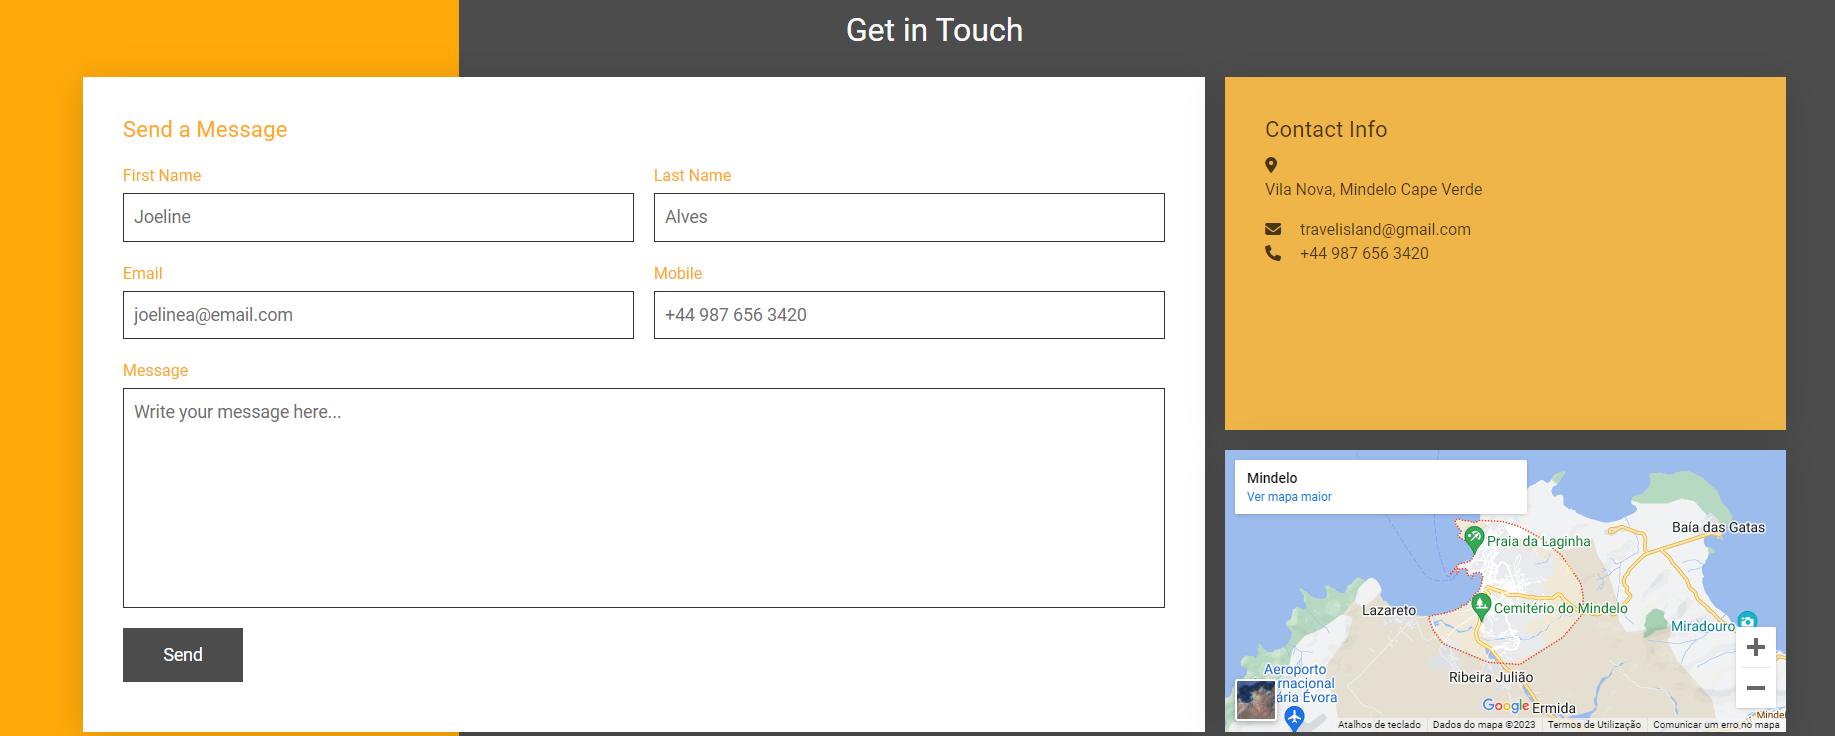 Get in Touch
Send a Message
First Name
Last Name
Joeline
Alves
Email
Mobile
joelinea@email.com
+44 987 656 3420
Message
Write your message here...
Send
Contact Info
Vila Nova, Mindelo Cape Verde
travelisland@gmail.com
+44 987 656 3420
Mindelo
Ver mapa maior
Baía das Gatas
Praia da Laginha
Lazareto
Cemitério do Mindelo
Miradouro
Aeroporto
ernacional
ária Évora
Ribeira Julião
Google
Ermida
Mindel
Atalhos de teclado
Dados do mapa ©2023
Termos de Utilização
Comunicar um erro no mapa